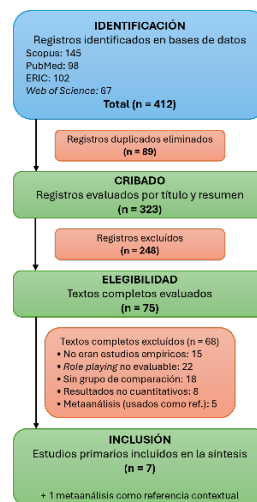 IDENTIFICACIÓN
Registros identificados en bases de datos
Scopus: 145
PubMed: 98
ERIC: 102
Web of Science: 67
Total (n = 412)
Registros duplicados eliminados
(n = 89)
CRIBADO
Registros evaluados por título y resumen
(n = 323)
Registros excluídos
(n = 248)
ELEGIBILIDAD
Textos completos evaluados
(n = 75)
Textos completos excluídos (n = 68)
• No eran estudios empíricos: 15
• Role playing no evaluable: 22
• Sin grupo de comparación: 18
• Resultados no cuantitativos: 8
• Metaanálisis (usados como ref.): 5
INCLUSIÓN
Estudios primarios incluidos en la síntesis
(n = 7)
+ 1 metaanálisis como referencia contextual